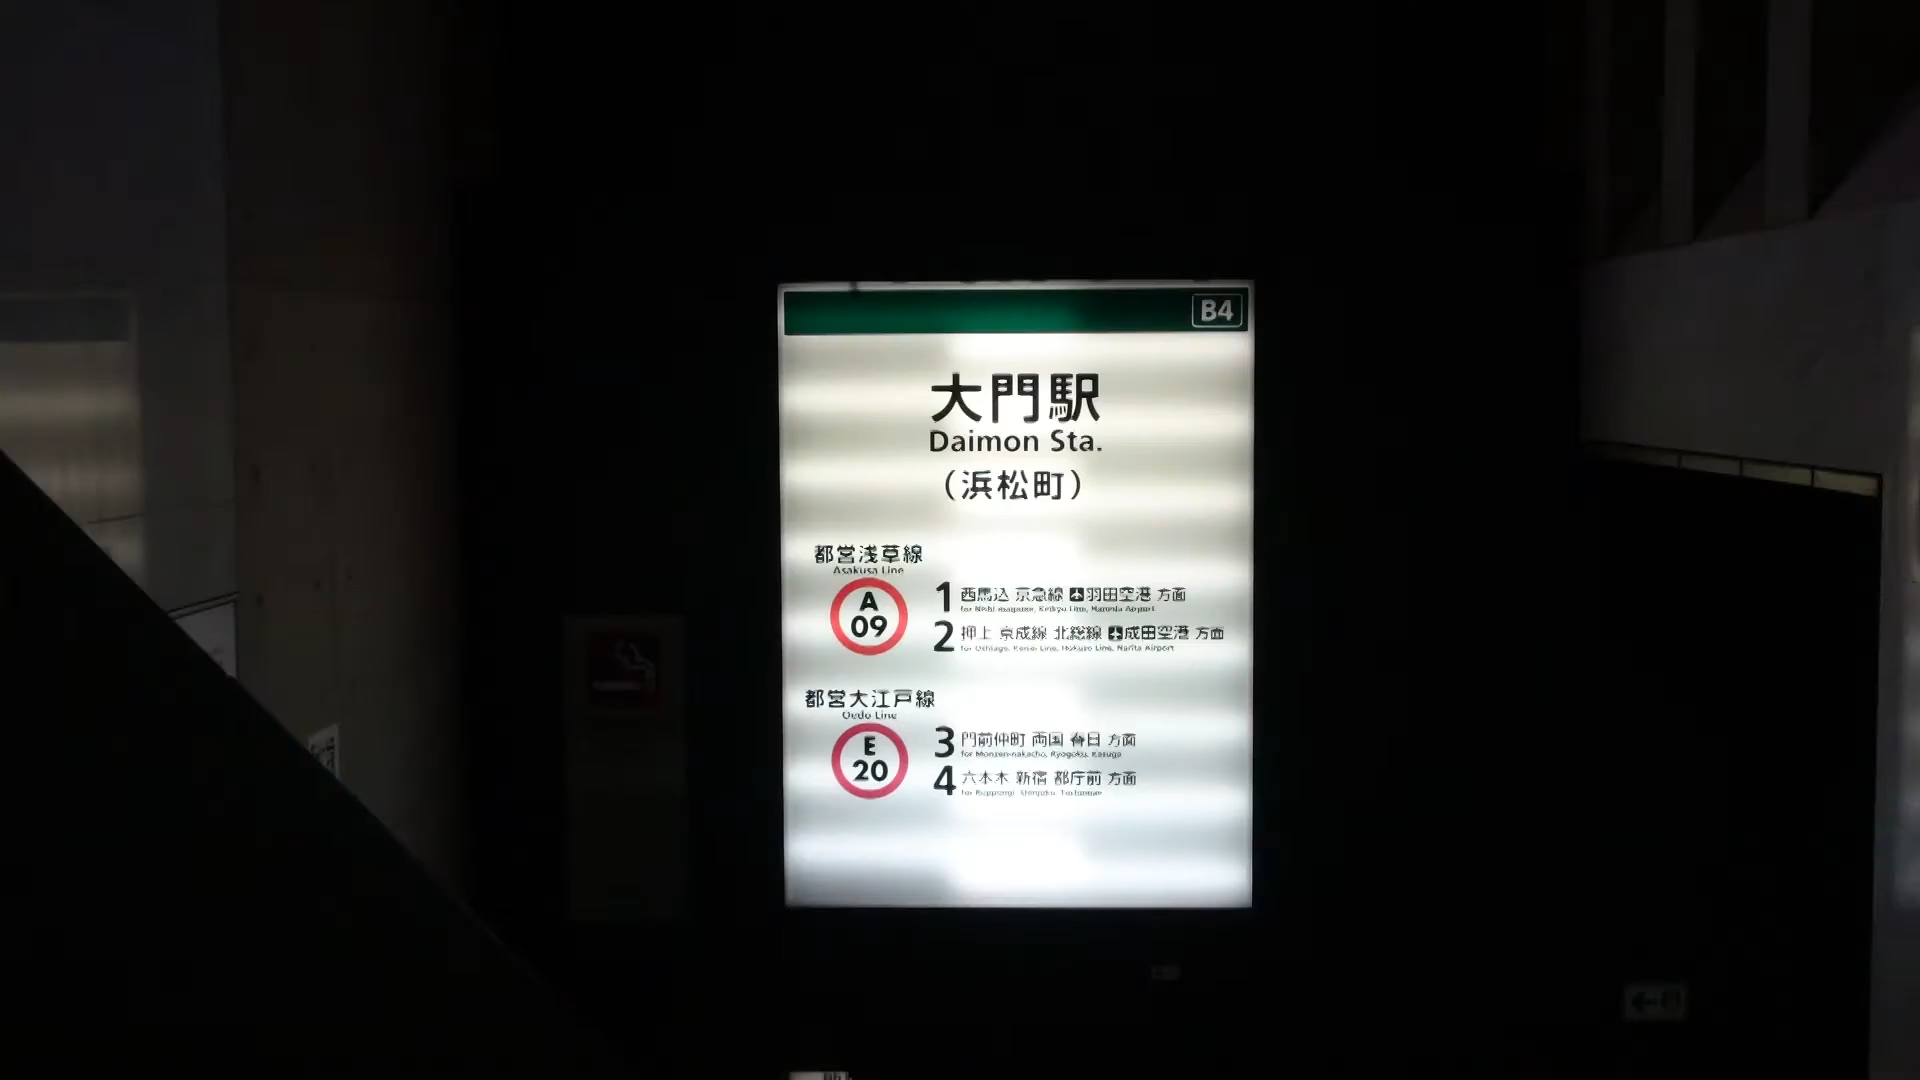 B4
大門駅
Daimon Sta.
（浜松町）
都営浅草線
Asakusa Line
A
09
1 西馬込 京急線 羽田空港 方面
for Nishi-magome, Keikyu Line, Haneda Airport
2 押上 京成線 北総線 成田空港 方面
for Oshiage, Keisei Line, Hokuso Line, Narita Airport
都営大江戸線
Oedo Line
E
20
3 門前仲町 両国 春日 方面
for Monzen-nakacho, Ryogoku, Kasuga
4 六本木 新宿 都庁前 方面
for Roppongi, Shinjuku, Tochomae